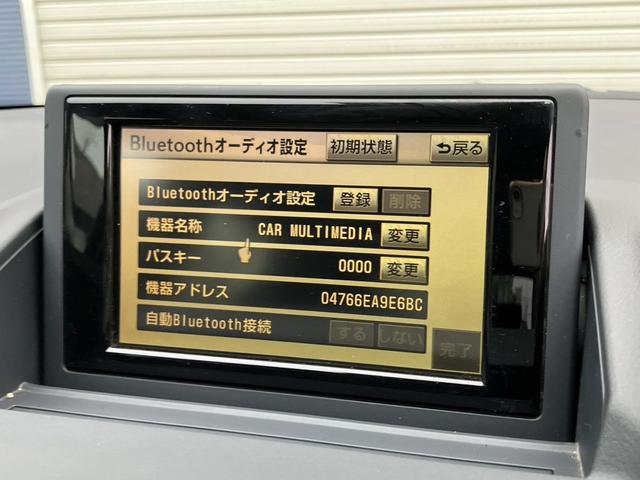 Bluetoothオーディオ設定 初期状態 戻る
Bluetoothオーディオ設定 登録 削除
機器名称 CAR MULTIMEDIA 変更
パスキー 0000 変更
機器アドレス 04766EA9E6BC
自動Bluetooth接続 する しない 完了